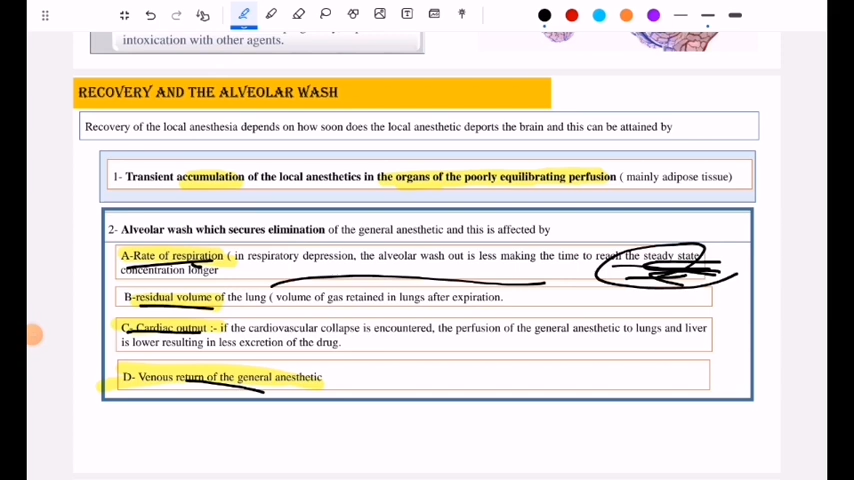 intoxication with other agents.
RECOVERY AND THE ALVEOLAR WASH
Recovery of the local anesthesia depends on how soon does the local anesthetic deports the brain and this can be attained by
1- Transient accumulation of the local anesthetics in the organs of the poorly equilibrating perfusion ( mainly adipose tissue)
2- Alveolar wash which secures elimination of the general anesthetic and this is affected by
A-Rate of respiration ( in respiratory depression, the alveolar wash out is less making the time to reach the steady state
concentration longer
B-residual volume of the lung ( volume of gas retained in lungs after expiration.
C- Cardiac output :- if the cardiovascular collapse is encountered, the perfusion of the general anesthetic to lungs and liver
is lower resulting in less excretion of the drug.
D- Venous return of the general anesthetic